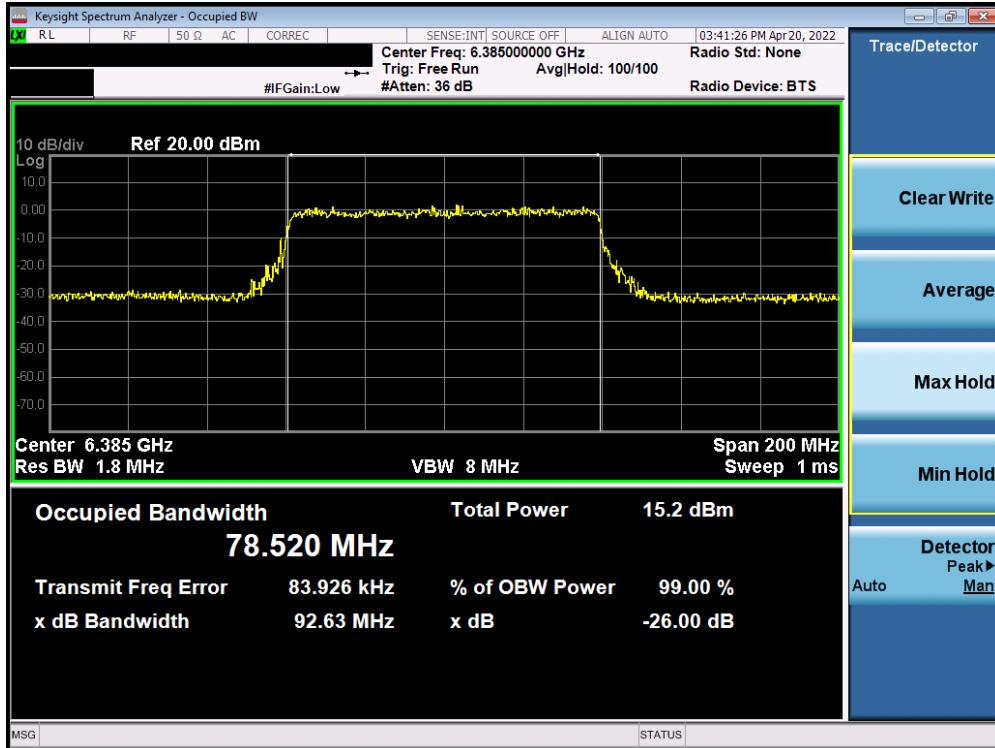 Keysight Spectrum Analyzer - Occupied BW
LXI RL RF 50 Ω AC CORREC SENSE:INT SOURCE OFF ALIGN AUTO 03:41:26 PM Apr 20, 2022
Center Freq: 6.385000000 GHz Radio Std: None
Trig: Free Run Avg|Hold: 100/100
#IFGain:Low #Atten: 36 dB Radio Device: BTS
10 dB/div Ref 20.00 dBm
Log
10.0
0.00
-10.0
-20.0
-30.0
-40.0
-50.0
-60.0
-70.0
Center 6.385 GHz Span 200 MHz
Res BW 1.8 MHz VBW 8 MHz Sweep 1 ms
Occupied Bandwidth Total Power 15.2 dBm
78.520 MHz
Transmit Freq Error 83.926 kHz % of OBW Power 99.00 %
x dB Bandwidth 92.63 MHz x dB -26.00 dB
Trace/Detector
Clear Write
Average
Max Hold
Min Hold
Detector
Peak▶
Auto Man
MSG STATUS